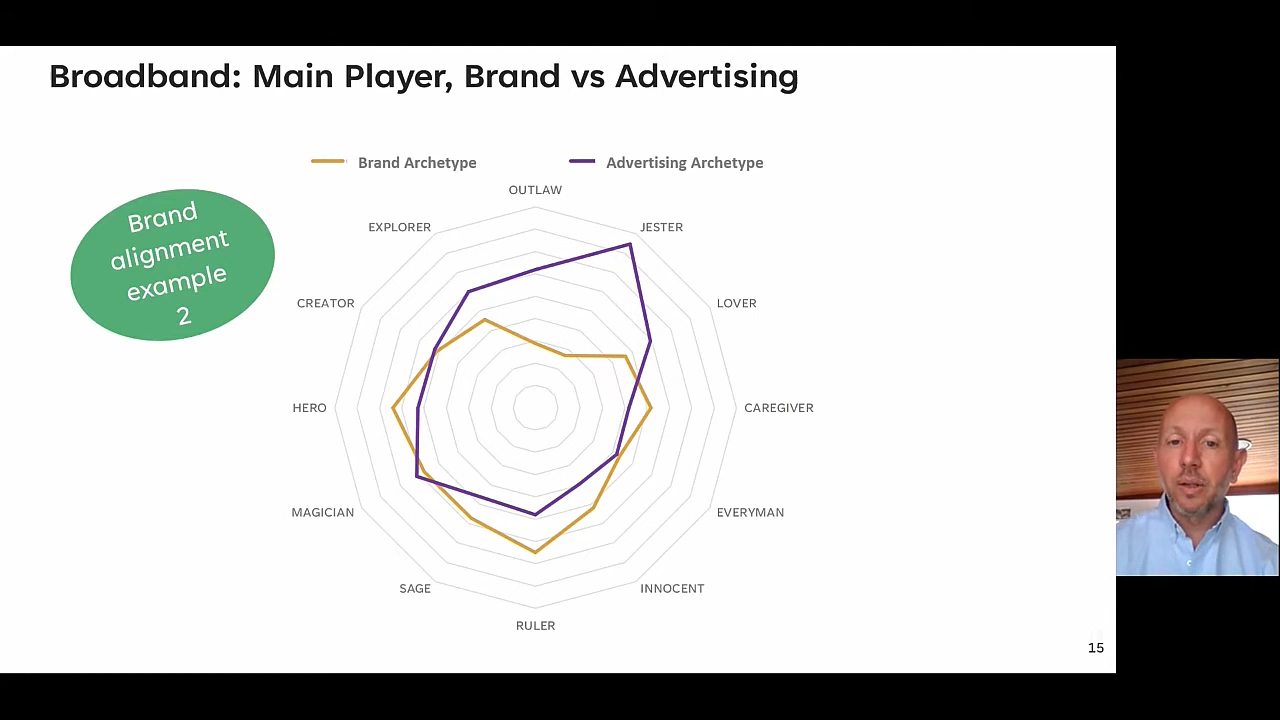 Broadband: Main Player, Brand vs Advertising
Brand Archetype
Advertising Archetype
Brand
alignment
example
2
OUTLAW
EXPLORER
JESTER
CREATOR
LOVER
HERO
CAREGIVER
MAGICIAN
EVERYMAN
SAGE
INNOCENT
RULER
15